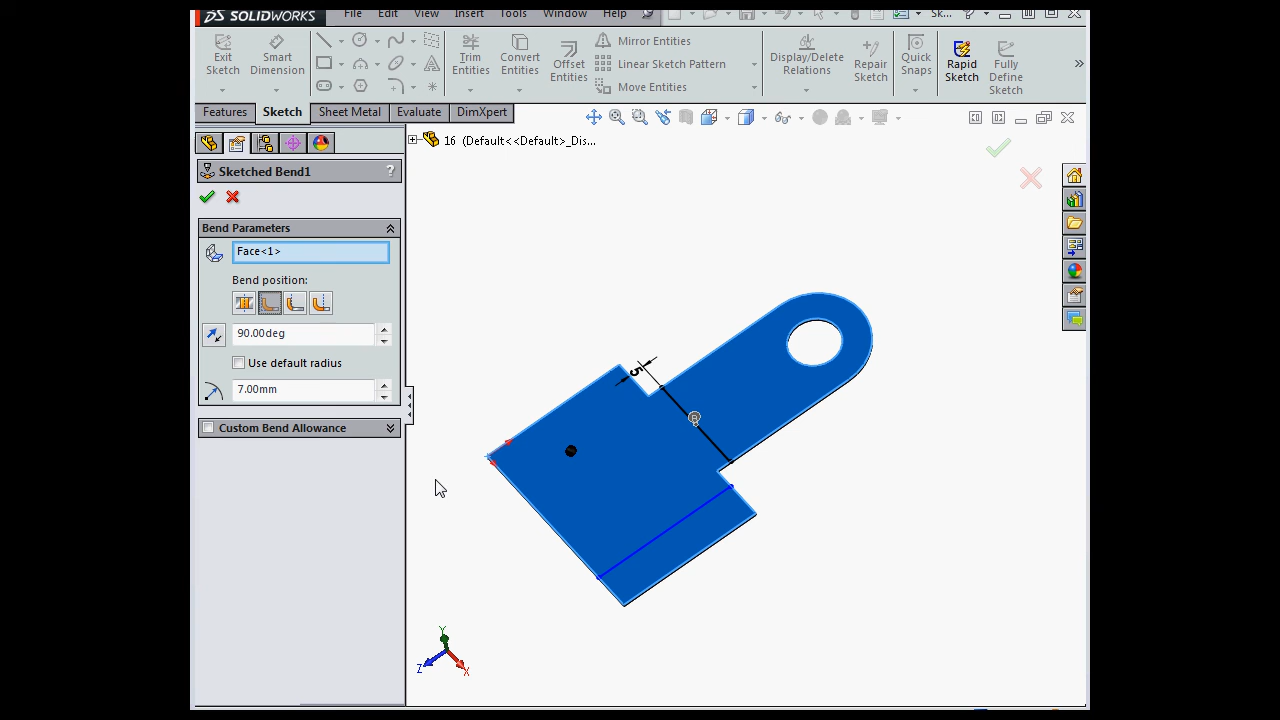 SOLIDWORKS File Edit View Insert Tools Window Help Sk... ?
Exit Sketch
Smart Dimension
Trim Entities
Convert Entities
Offset Entities
Mirror Entities
Linear Sketch Pattern
Move Entities
Display/Delete Relations
Repair Sketch
Quick Snaps
Rapid Sketch
Fully Define Sketch
Features Sketch Sheet Metal Evaluate DimXpert
16 (Default<<Default>_Dis...
Sketched Bend1 ?
Bend Parameters
Face<1>
Bend position:
90.00deg
Use default radius
7.00mm
Custom Bend Allowance
5
Y
Z
X